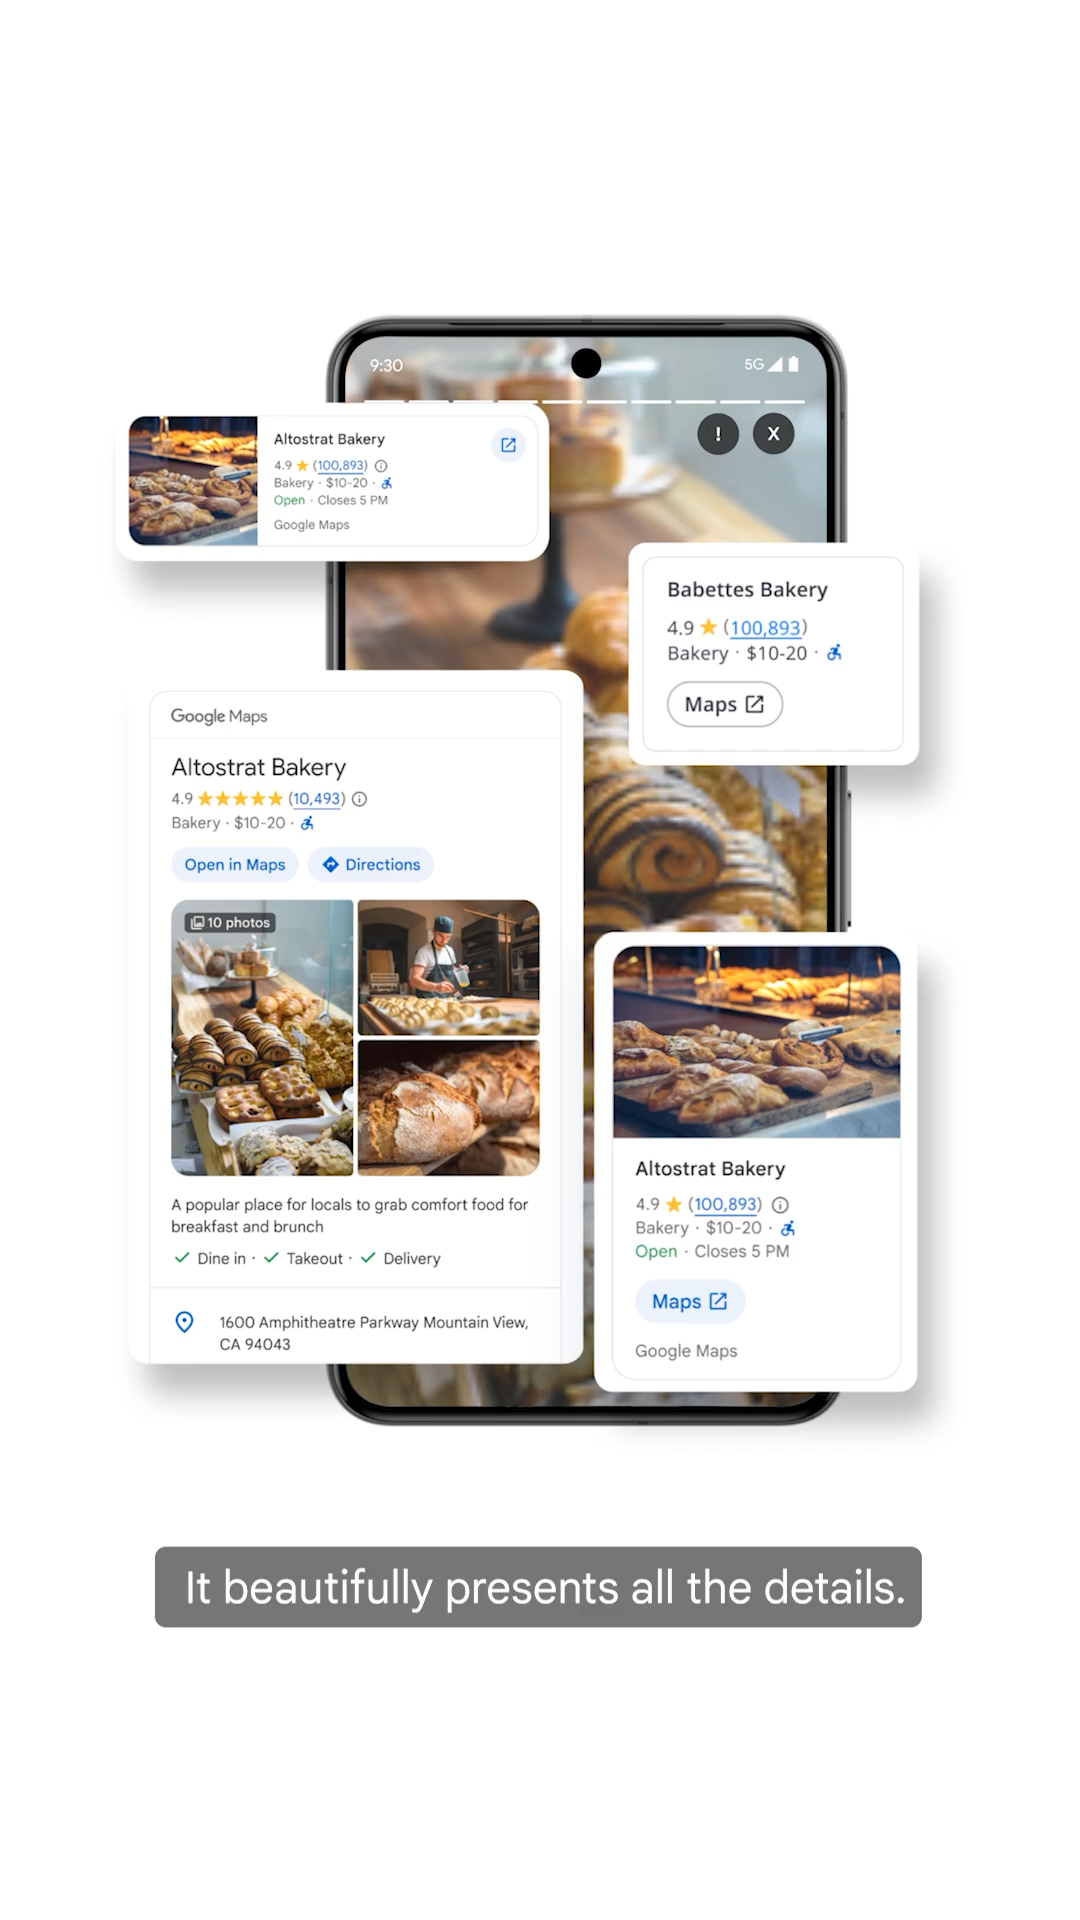 9:30
5G
!
X
Altostrat Bakery
4.9 ★ (100,893)
Bakery · $10-20 ·
Open · Closes 5 PM
Google Maps
Babettes Bakery
4.9 ★ (100,893)
Bakery · $10-20 ·
Maps
Google Maps
Altostrat Bakery
4.9 ★★★★★ (10,493)
Bakery · $10-20 ·
Open in Maps
Directions
10 photos
A popular place for locals to grab comfort food for
breakfast and brunch
✓ Dine in · ✓ Takeout · ✓ Delivery
1600 Amphitheatre Parkway Mountain View,
CA 94043
Altostrat Bakery
4.9 ★ (100,893)
Bakery · $10-20 ·
Open · Closes 5 PM
Maps
Google Maps
It beautifully presents all the details.